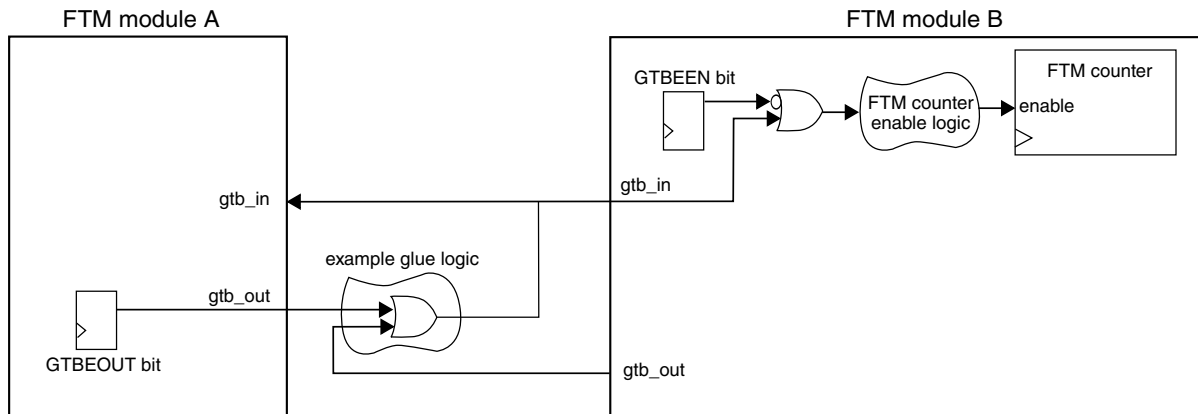 FTM module A
FTM module B
GTBEEN bit
FTM counter
FTM counter
enable logic
enable
gtb_in
gtb_in
example glue logic
gtb_out
GTBEOUT bit
gtb_out